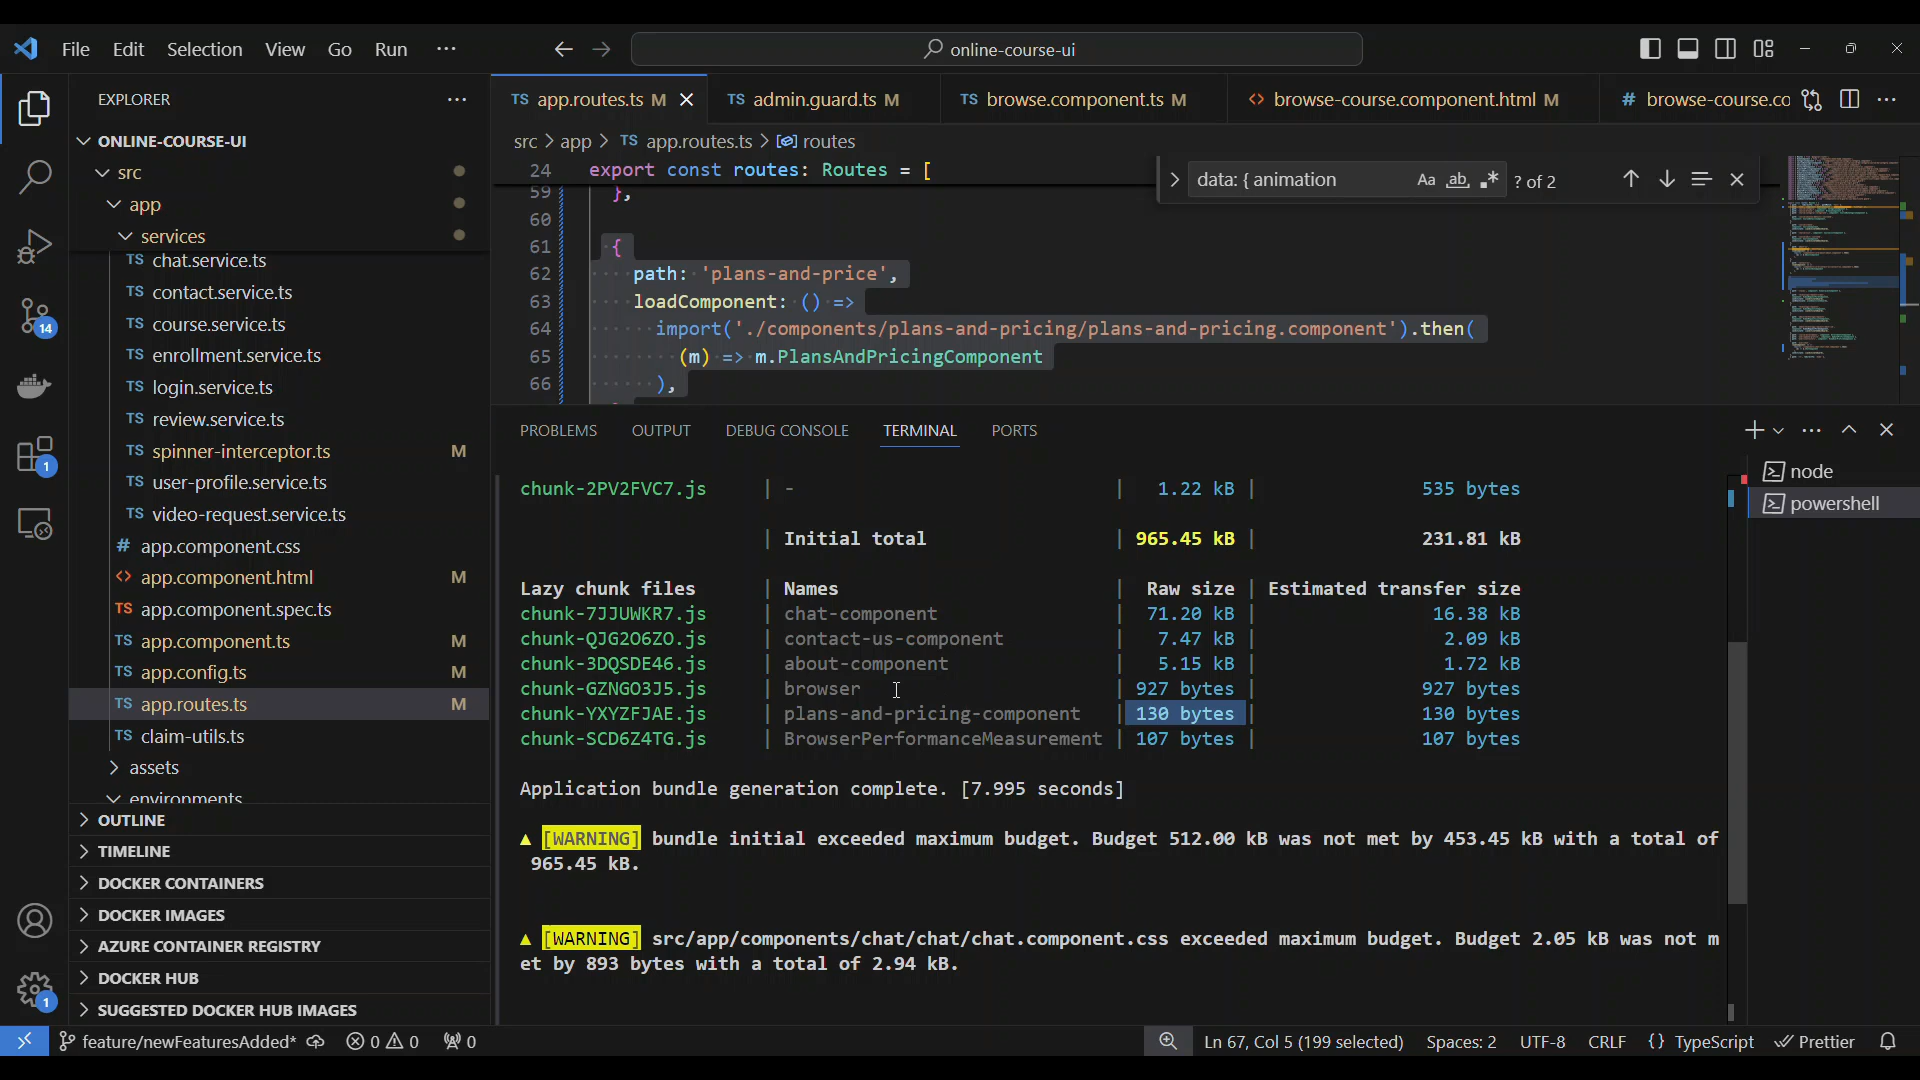 File Edit Selection View Go Run ··· online-course-ui
EXPLORER ···
ONLINE-COURSE-UI
src
app
services
TS chat.service.ts
TS contact.service.ts
TS course.service.ts
TS enrollment.service.ts
TS login.service.ts
TS review.service.ts
TS spinner-interceptor.ts M
TS user-profile.service.ts
TS video-request.service.ts
# app.component.css
<> app.component.html M
TS app.component.spec.ts
TS app.component.ts M
TS app.config.ts M
TS app.routes.ts M
TS claim-utils.ts
assets
environments
OUTLINE
TIMELINE
DOCKER CONTAINERS
DOCKER IMAGES
AZURE CONTAINER REGISTRY
DOCKER HUB
SUGGESTED DOCKER HUB IMAGES
14
1
1
TS app.routes.ts M TS admin.guard.ts M TS browse.component.ts M <> browse-course.component.html M # browse-course.co
src > app > TS app.routes.ts > routes
data: { animation Aa ab ? of 2
24 export const routes: Routes = [
59 },
60
61 {
62 path: 'plans-and-price',
63 loadComponent: () =>
64 import('./components/plans-and-pricing/plans-and-pricing.component').then(
65 (m) => m.PlansAndPricingComponent
66 ),
PROBLEMS OUTPUT DEBUG CONSOLE TERMINAL PORTS
node
powershell
chunk-2PV2FVC7.js | - | 1.22 kB | 535 bytes
| Initial total | 965.45 kB | 231.81 kB
Lazy chunk files | Names | Raw size | Estimated transfer size
chunk-7JJUWKR7.js | chat-component | 71.20 kB | 16.38 kB
chunk-QJG2O6ZO.js | contact-us-component | 7.47 kB | 2.09 kB
chunk-3DQSDE46.js | about-component | 5.15 kB | 1.72 kB
chunk-GZNGO3J5.js | browser | 927 bytes | 927 bytes
chunk-YXYZFJAE.js | plans-and-pricing-component | 130 bytes | 130 bytes
chunk-SCD6Z4TG.js | BrowserPerformanceMeasurement | 107 bytes | 107 bytes
Application bundle generation complete. [7.995 seconds]
▲ [WARNING] bundle initial exceeded maximum budget. Budget 512.00 kB was not met by 453.45 kB with a total of
965.45 kB.
▲ [WARNING] src/app/components/chat/chat/chat.component.css exceeded maximum budget. Budget 2.05 kB was not m
et by 893 bytes with a total of 2.94 kB.
feature/newFeaturesAdded* 0 0 0 Ln 67, Col 5 (199 selected) Spaces: 2 UTF-8 CRLF {} TypeScript Prettier